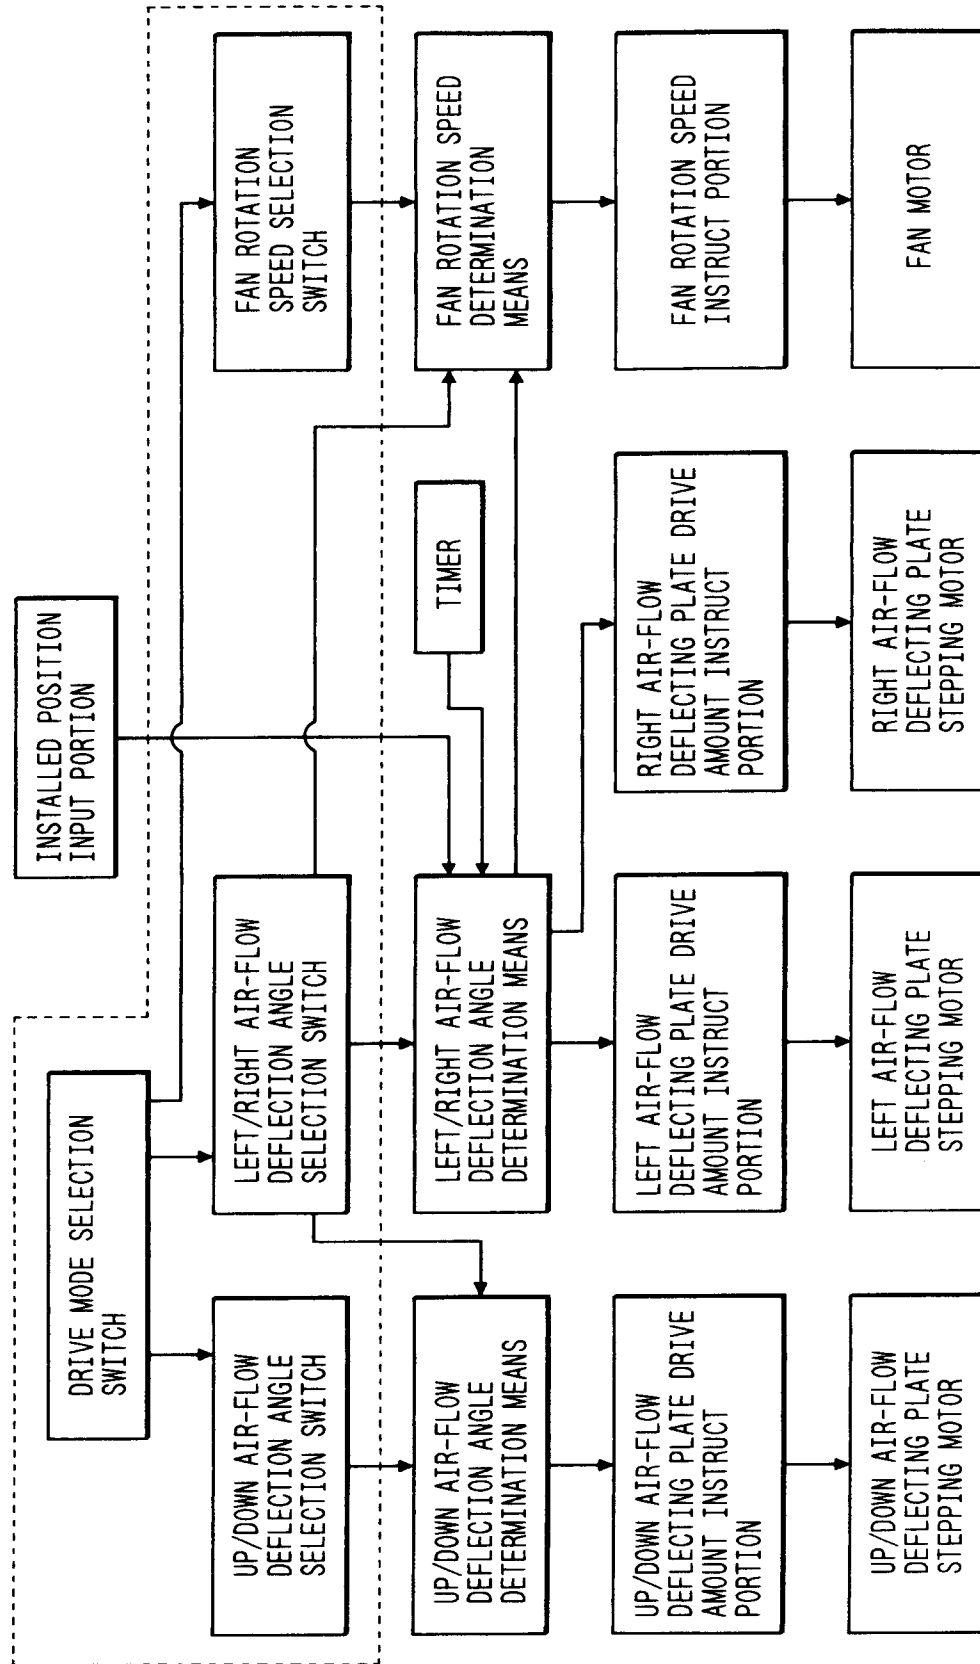 DRIVE MODE SELECTION
SWITCH
INSTALLED POSITION
INPUT PORTION
UP/DOWN AIR-FLOW
DEFLECTION ANGLE
SELECTION SWITCH
LEFT/RIGHT AIR-FLOW
DEFLECTION ANGLE
SELECTION SWITCH
FAN ROTATION
SPEED SELECTION
SWITCH
UP/DOWN AIR-FLOW
DEFLECTION ANGLE
DETERMINATION MEANS
LEFT/RIGHT AIR-FLOW
DEFLECTION ANGLE
DETERMINATION MEANS
TIMER
FAN ROTATION SPEED
DETERMINATION
MEANS
UP/DOWN AIR-FLOW
DEFLECTING PLATE DRIVE
AMOUNT INSTRUCT
PORTION
LEFT AIR-FLOW
DEFLECTING PLATE DRIVE
AMOUNT INSTRUCT
PORTION
RIGHT AIR-FLOW
DEFLECTING PLATE DRIVE
AMOUNT INSTRUCT
PORTION
FAN ROTATION SPEED
INSTRUCT PORTION
UP/DOWN AIR-FLOW
DEFLECTING PLATE
STEPPING MOTOR
LEFT AIR-FLOW
DEFLECTING PLATE
STEPPING MOTOR
RIGHT AIR-FLOW
DEFLECTING PLATE
STEPPING MOTOR
FAN MOTOR